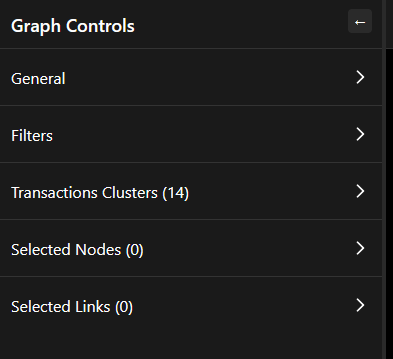 Graph Controls
←
General
Filters
Transactions Clusters (14)
Selected Nodes (0)
Selected Links (0)